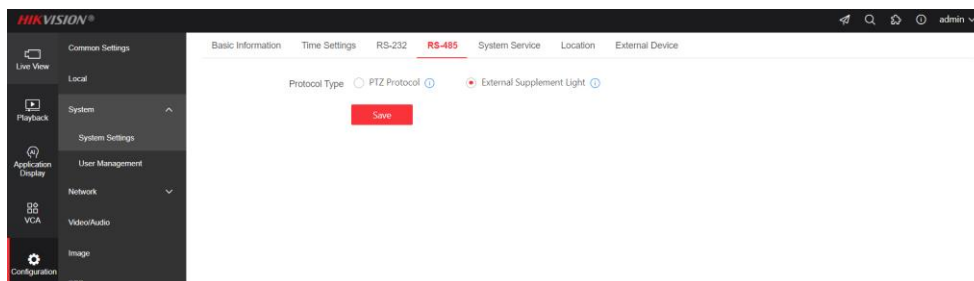 HIKVISION®
admin
Live View
Playback
Application
Display
VCA
Configuration
Common Settings
Local
System
System Settings
User Management
Network
Video/Audio
Image
Basic Information Time Settings RS-232 RS-485 System Service Location External Device
Protocol Type PTZ Protocol External Supplement Light
Save